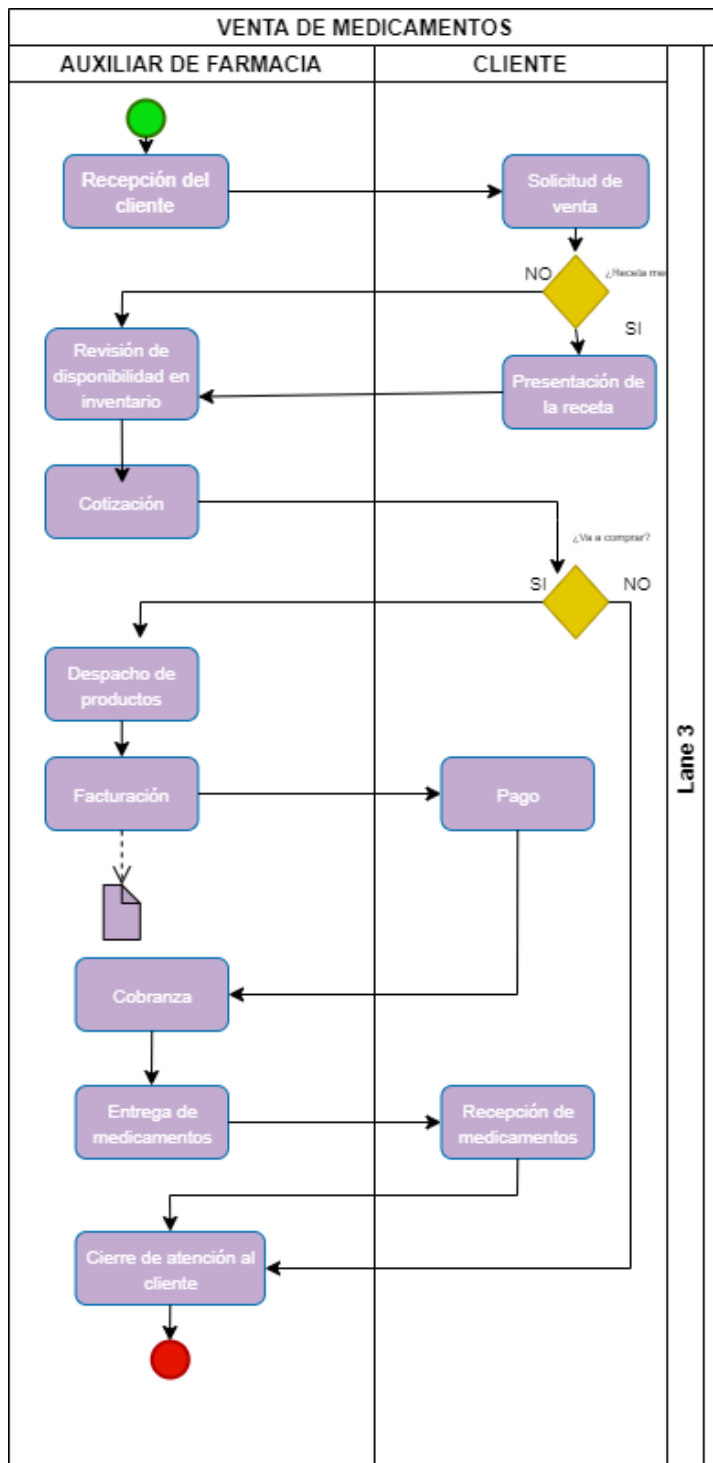 VENTA DE MEDICAMENTOS
AUXILIAR DE FARMACIA
CLIENTE
Recepción del
cliente
Solicitud de
venta
NO
¿Receta me
SI
Revisión de
disponibilidad en
inventario
Presentación de
la receta
Cotización
¿Va a comprar?
SI
NO
Despacho de
productos
Lane 3
Facturación
Pago
Cobranza
Entrega de
medicamentos
Recepción de
medicamentos
Cierre de atención al
cliente